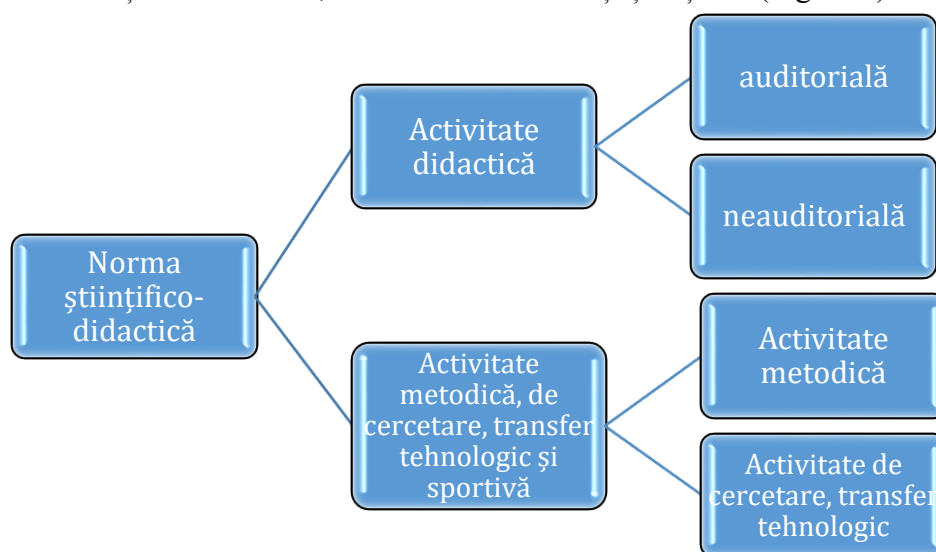 auditorială
Activitate
didactică
neauditorială
Norma
științifico-
didactică
Activitate
metodică, de
cercetare, transfer
tehnologic și
sportivă
Activitate
metodică
Activitate de
cercetare, transfer
tehnologic